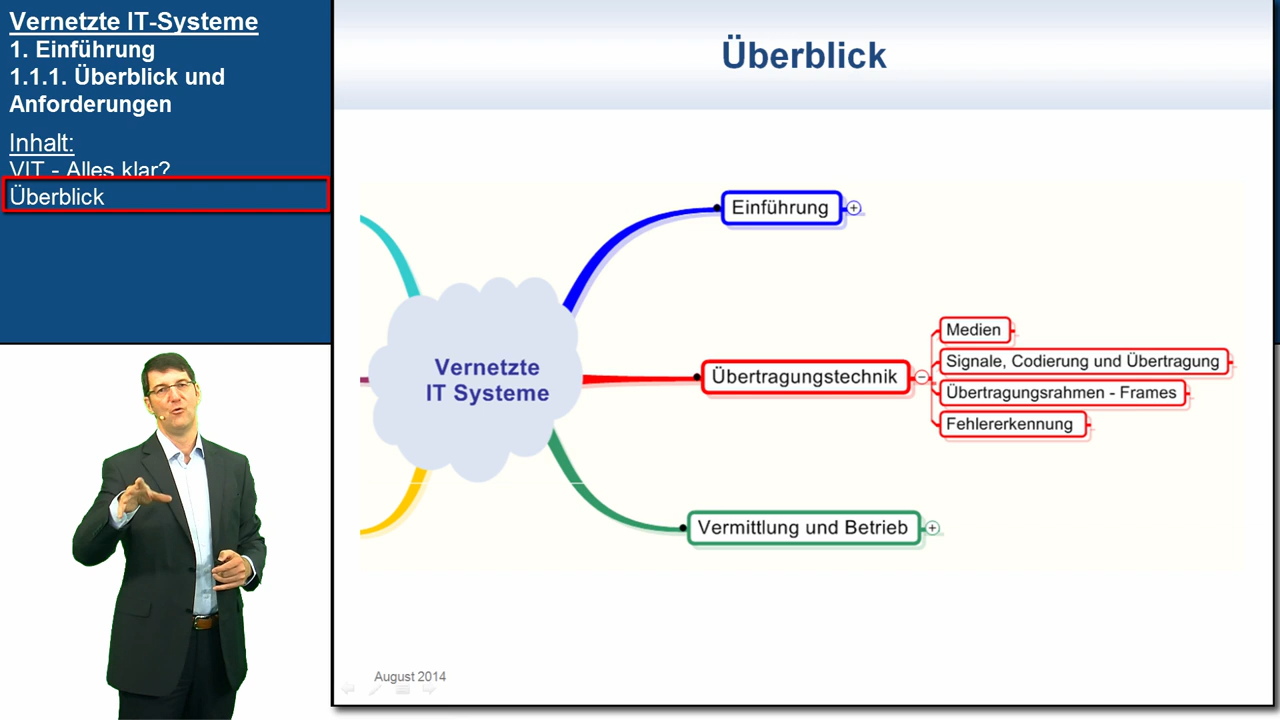 Vernetzte IT-Systeme
1. Einführung
1.1.1. Überblick und
Anforderungen
Inhalt:
VIT - Alles klar?
Überblick
Überblick
Einführung
Vernetzte
IT Systeme
Übertragungstechnik
Medien
Signale, Codierung und Übertragung
Übertragungsrahmen - Frames
Fehlererkennung
Vermittlung und Betrieb
August 2014